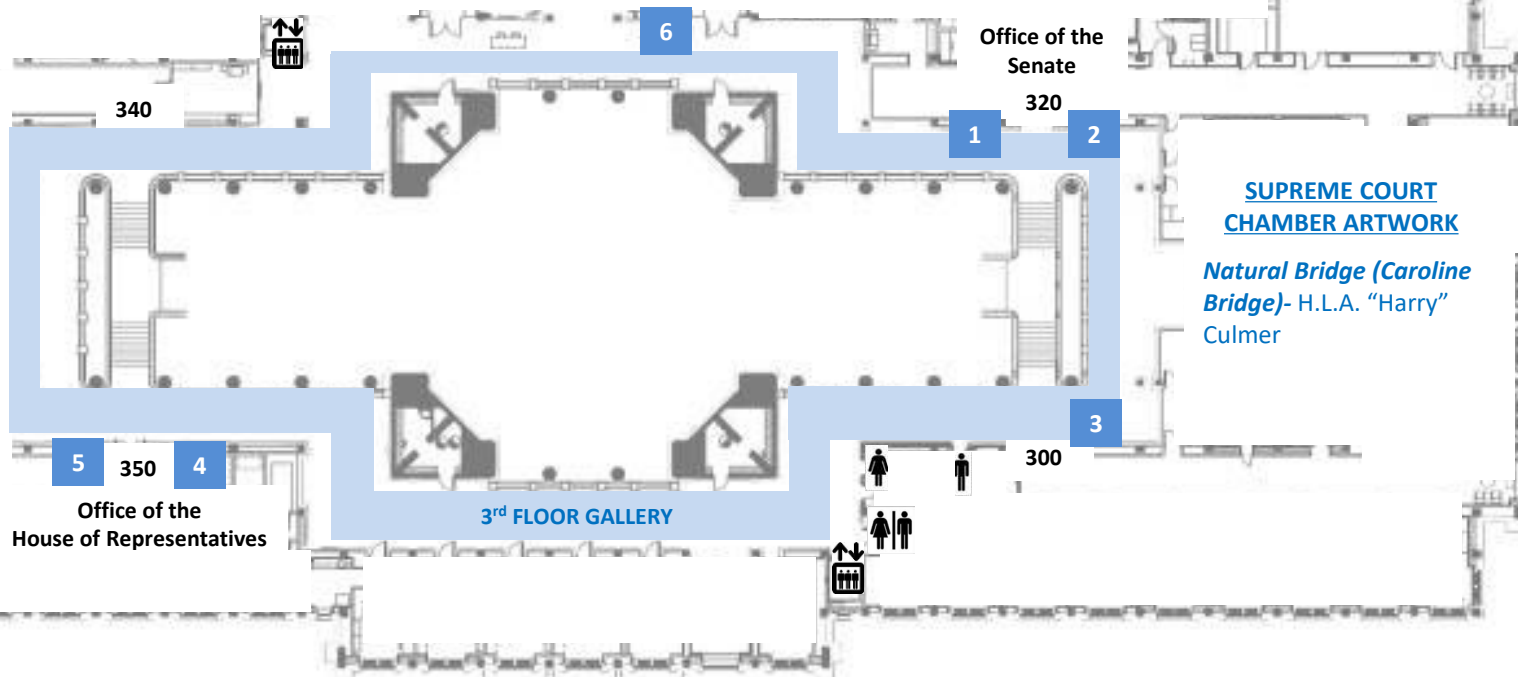 6
Office of the
Senate
340
320
1
2
SUPREME COURT
CHAMBER ARTWORK
Natural Bridge (Caroline
Bridge)- H.L.A. “Harry”
Culmer
3
5
350
4
300
Office of the
House of Representatives
3rd FLOOR GALLERY